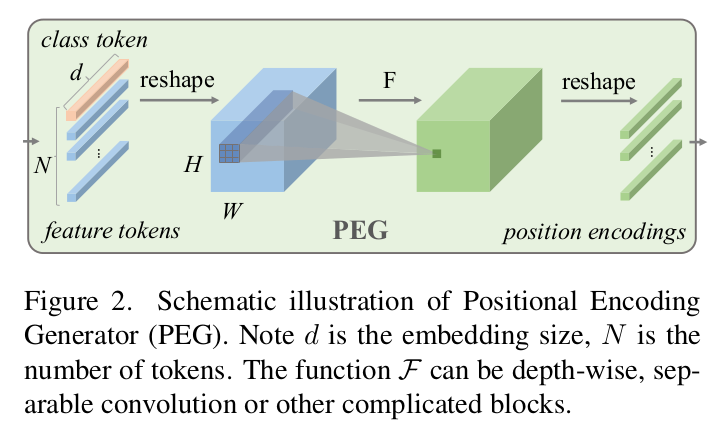 class token
d
reshape
F
reshape
N
H
W
feature tokens
PEG
position encodings
Figure 2. Schematic illustration of Positional Encoding
Generator (PEG). Note d is the embedding size, N is the
number of tokens. The function F can be depth-wise, sep-
arable convolution or other complicated blocks.